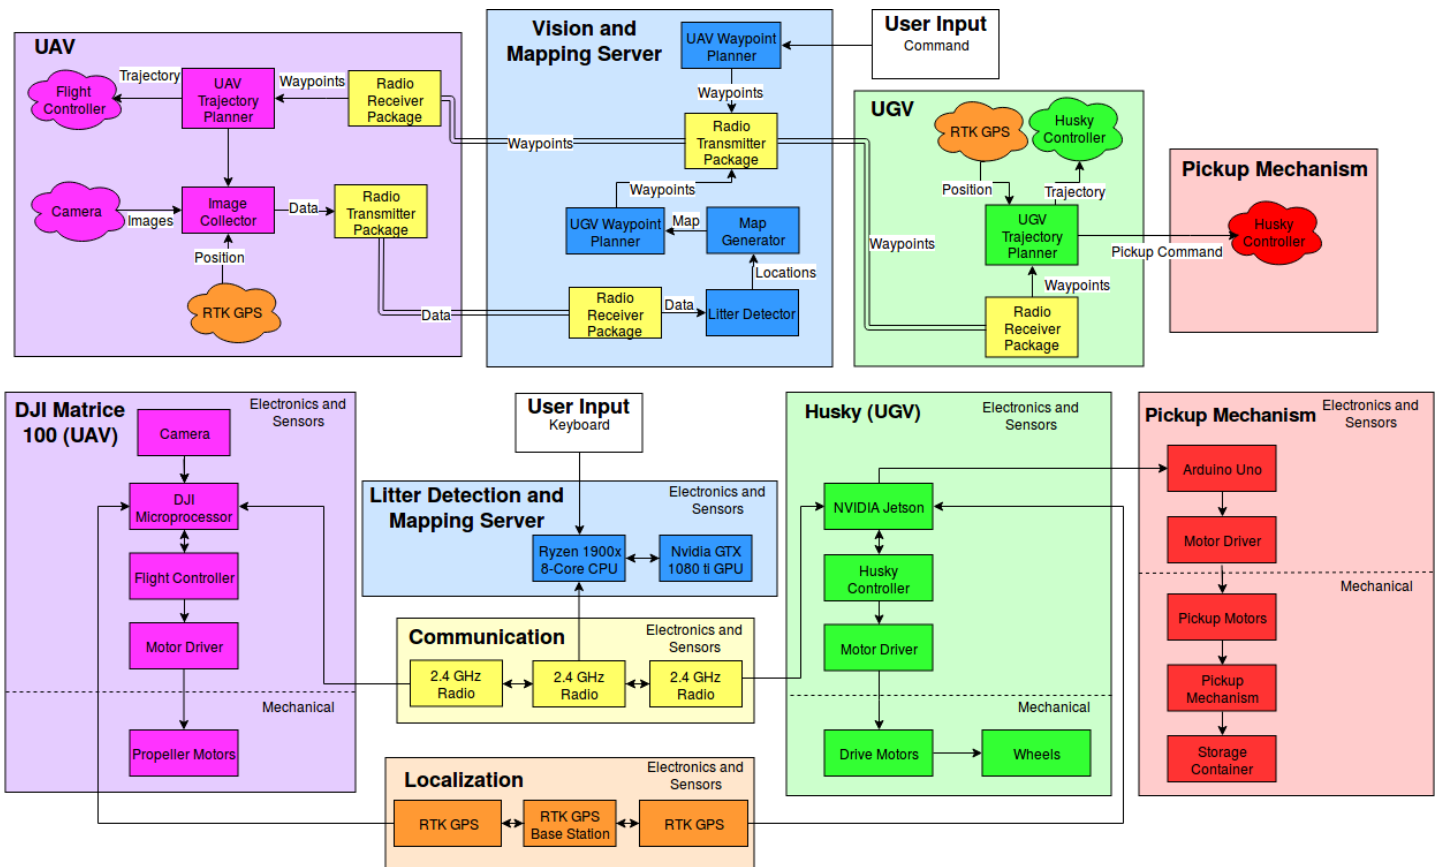 UAV
Flight
Controller
Trajectory
UAV
Trajectory
Planner
Waypoints
Radio
Receiver
Package
Camera
Images
Image
Collector
Data
Radio
Transmitter
Package
Position
RTK GPS
Vision and
Mapping Server
UAV Waypoint
Planner
Waypoints
Radio
Transmitter
Package
Waypoints
Waypoints
UGV Waypoint
Planner
Map
Map
Generator
Locations
Data
Radio
Receiver
Package
Data
Litter Detector
User Input
Command
UGV
RTK GPS
Husky
Controller
Position
Trajectory
UGV
Trajectory
Planner
Waypoints
Waypoints
Radio
Receiver
Package
Pickup Command
Pickup Mechanism
Husky
Controller
DJI Matrice
100 (UAV)
Electronics and
Sensors
Camera
DJI
Microprocessor
Flight Controller
Motor Driver
Mechanical
Propeller Motors
User Input
Keyboard
Litter Detection and
Mapping Server
Electronics and
Sensors
Ryzen 1900x
8-Core CPU
Nvidia GTX
1080 ti GPU
Communication
Electronics and
Sensors
2.4 GHz
Radio
2.4 GHz
Radio
2.4 GHz
Radio
Localization
Electronics and
Sensors
RTK GPS
RTK GPS
Base Station
RTK GPS
Husky (UGV)
Electronics and
Sensors
NVIDIA Jetson
Husky
Controller
Motor Driver
Mechanical
Drive Motors
Wheels
Pickup Mechanism
Electronics and
Sensors
Arduino Uno
Motor Driver
Mechanical
Pickup Motors
Pickup
Mechanism
Storage
Container